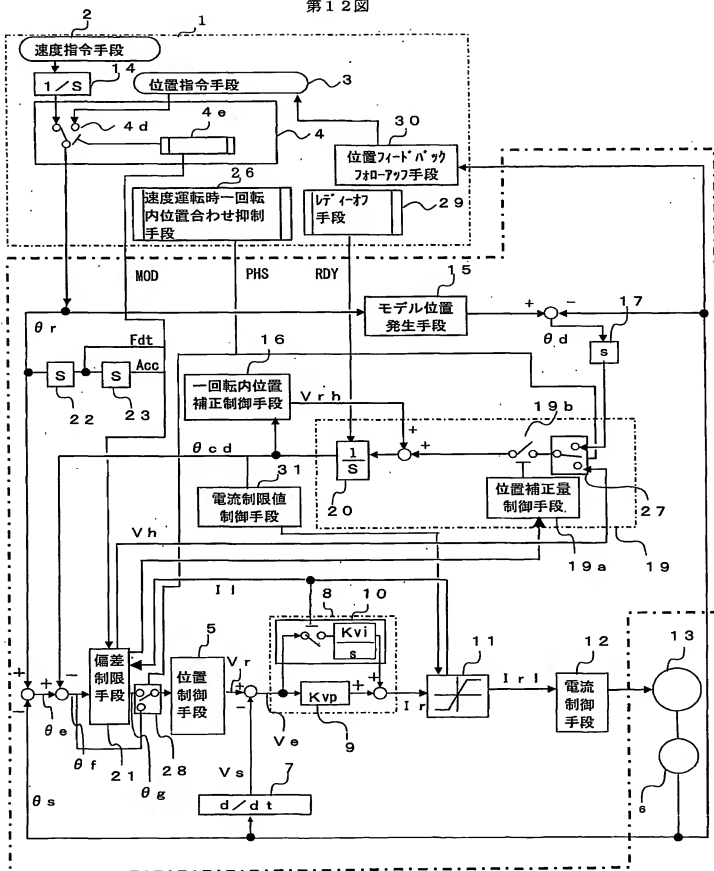 第12図
1
2
速度指令手段
14
1/S
位置指令手段
3
4d
4e
4
30
位置フィードバック
フォローアップ手段
26
速度運転時一回転
内位置合わせ抑制
手段
レディーオフ
手段
29
MOD
PHS
RDY
15
モデル位置
発生手段
+
-
17
θr
θd
s
Fdt
Acc
S
S
22
23
16
一回転内位置
補正制御手段
Vrh
+
+
19b
θcd
1
S
20
31
電流制限値
制御手段
位置補正量
制御手段
27
19a
19
Vh
Il
8
10
Kvi
s
5
偏差
制限
手段
位置
制御
手段
Vr
+
-
Kvp
+
+
11
12
13
電流
制御
手段
Ir
Irl
+
-
+
-
θe
θf
21
28
θg
Ve
9
Vs
7
d/dt
6
θs